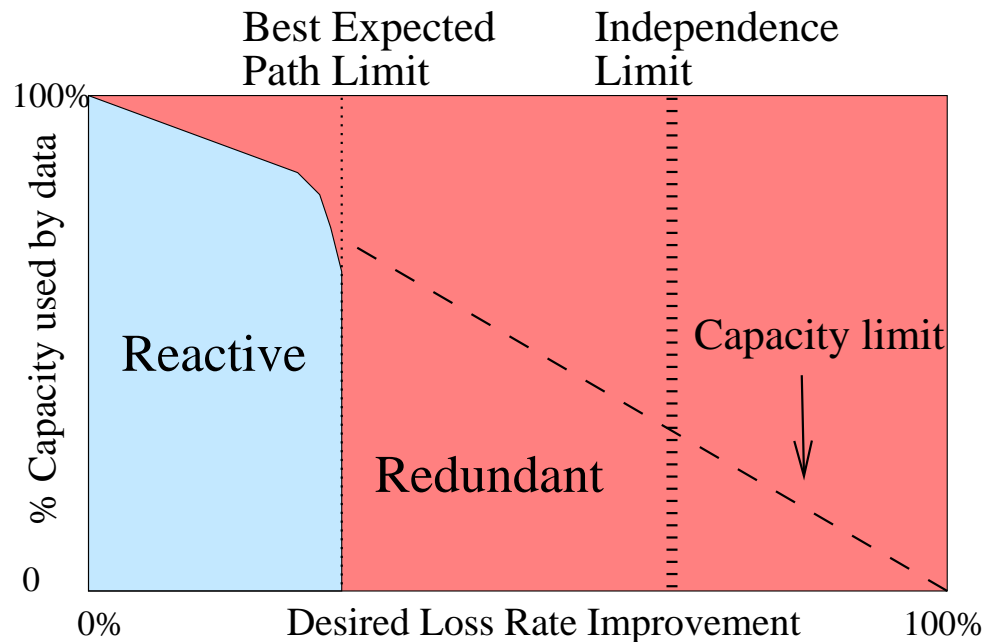 Best Expected
Path Limit
Independence
Limit
100%
% Capacity used by data
Reactive
Redundant
Capacity limit
0
0%
Desired Loss Rate Improvement
100%